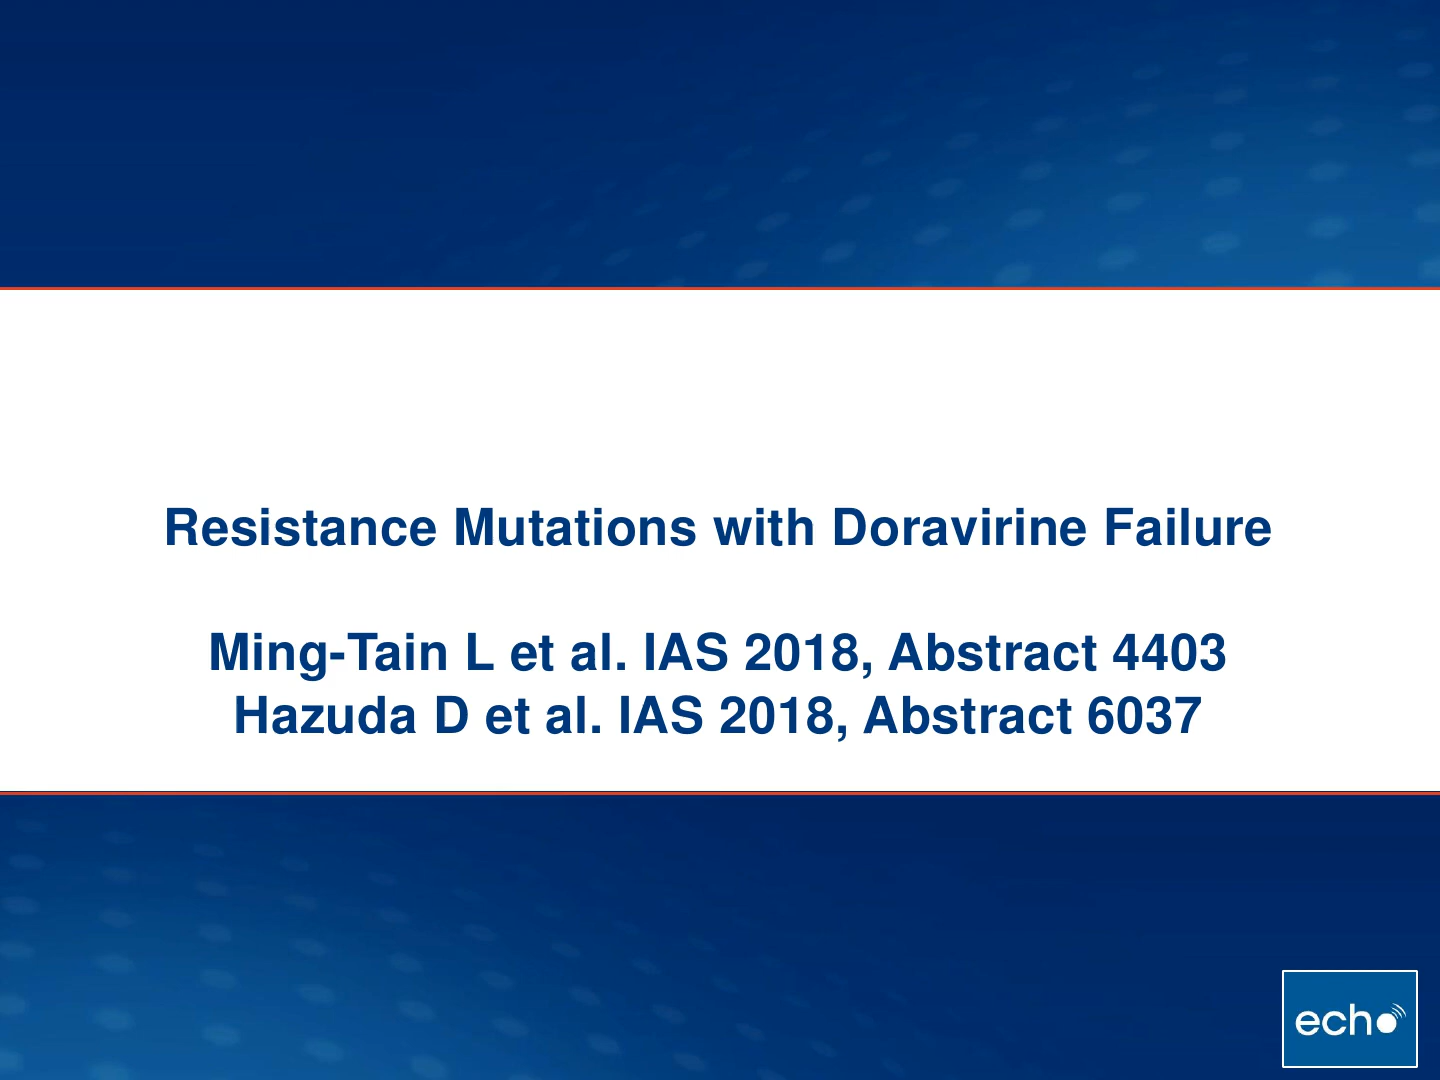 Resistance Mutations with Doravirine Failure
Ming-Tain L et al. IAS 2018, Abstract 4403
Hazuda D et al. IAS 2018, Abstract 6037
echo